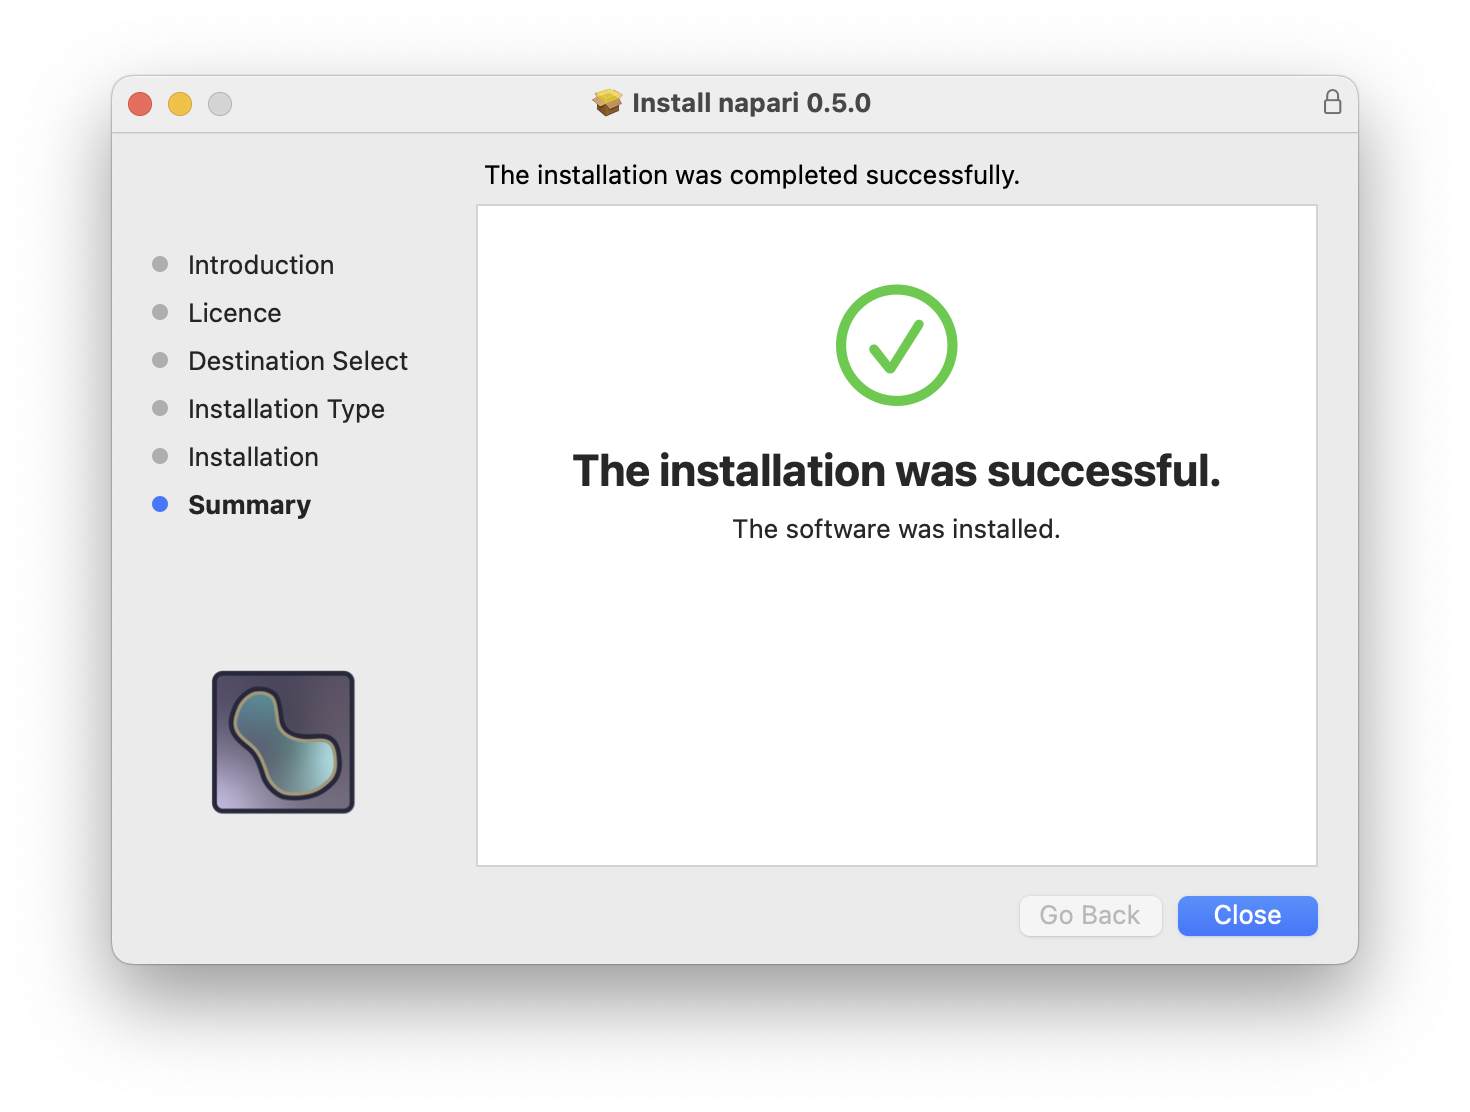 Install napari 0.5.0
The installation was completed successfully.
Introduction
Licence
Destination Select
Installation Type
Installation
Summary
The installation was successful.
The software was installed.
Go Back
Close